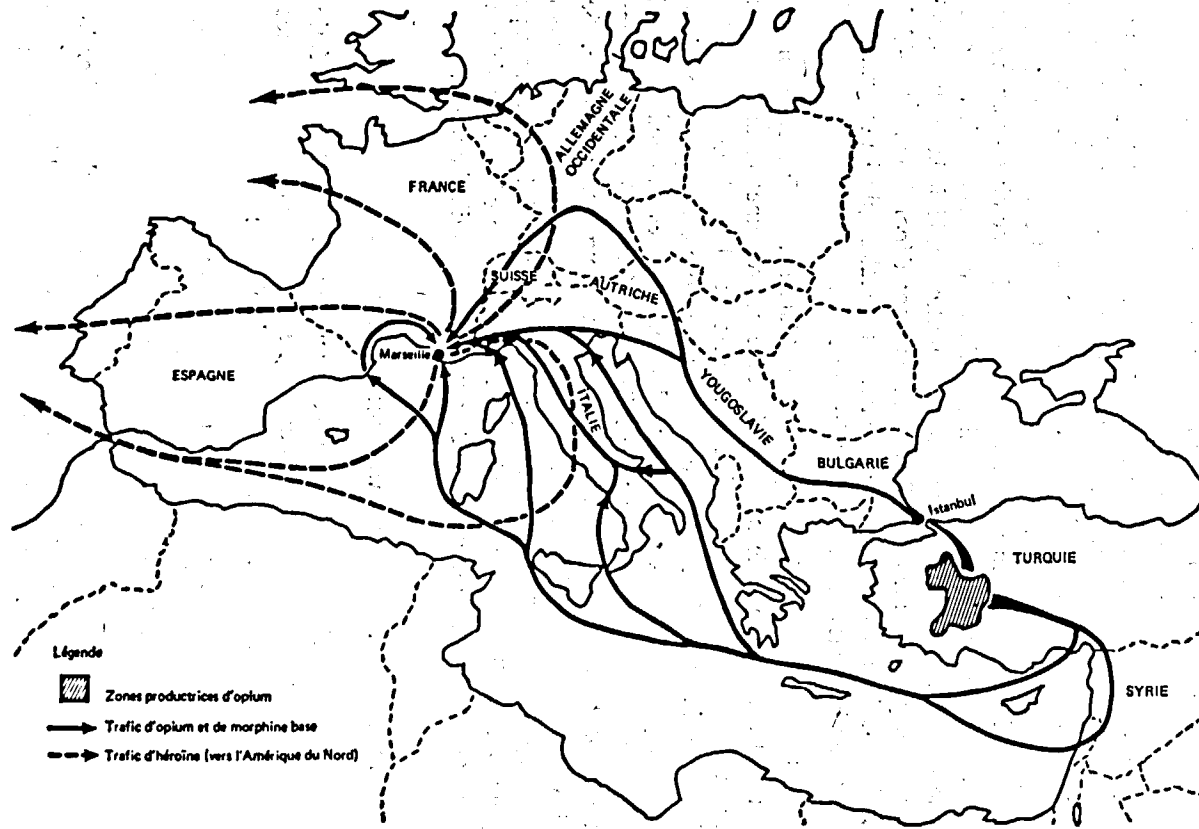 ALLEMAGNE
OCCIDENTALE
FRANCE
SUISSE
AUTRICHE
Marseille
ESPAGNE
ITALIE
YOUGOSLAVIE
BULGARIE
Istanbul
TURQUIE
SYRIE
Légende
Zones productrices d'opium
Trafic d'opium et de morphine base
Trafic d'héroïne (vers l'Amérique du Nord)